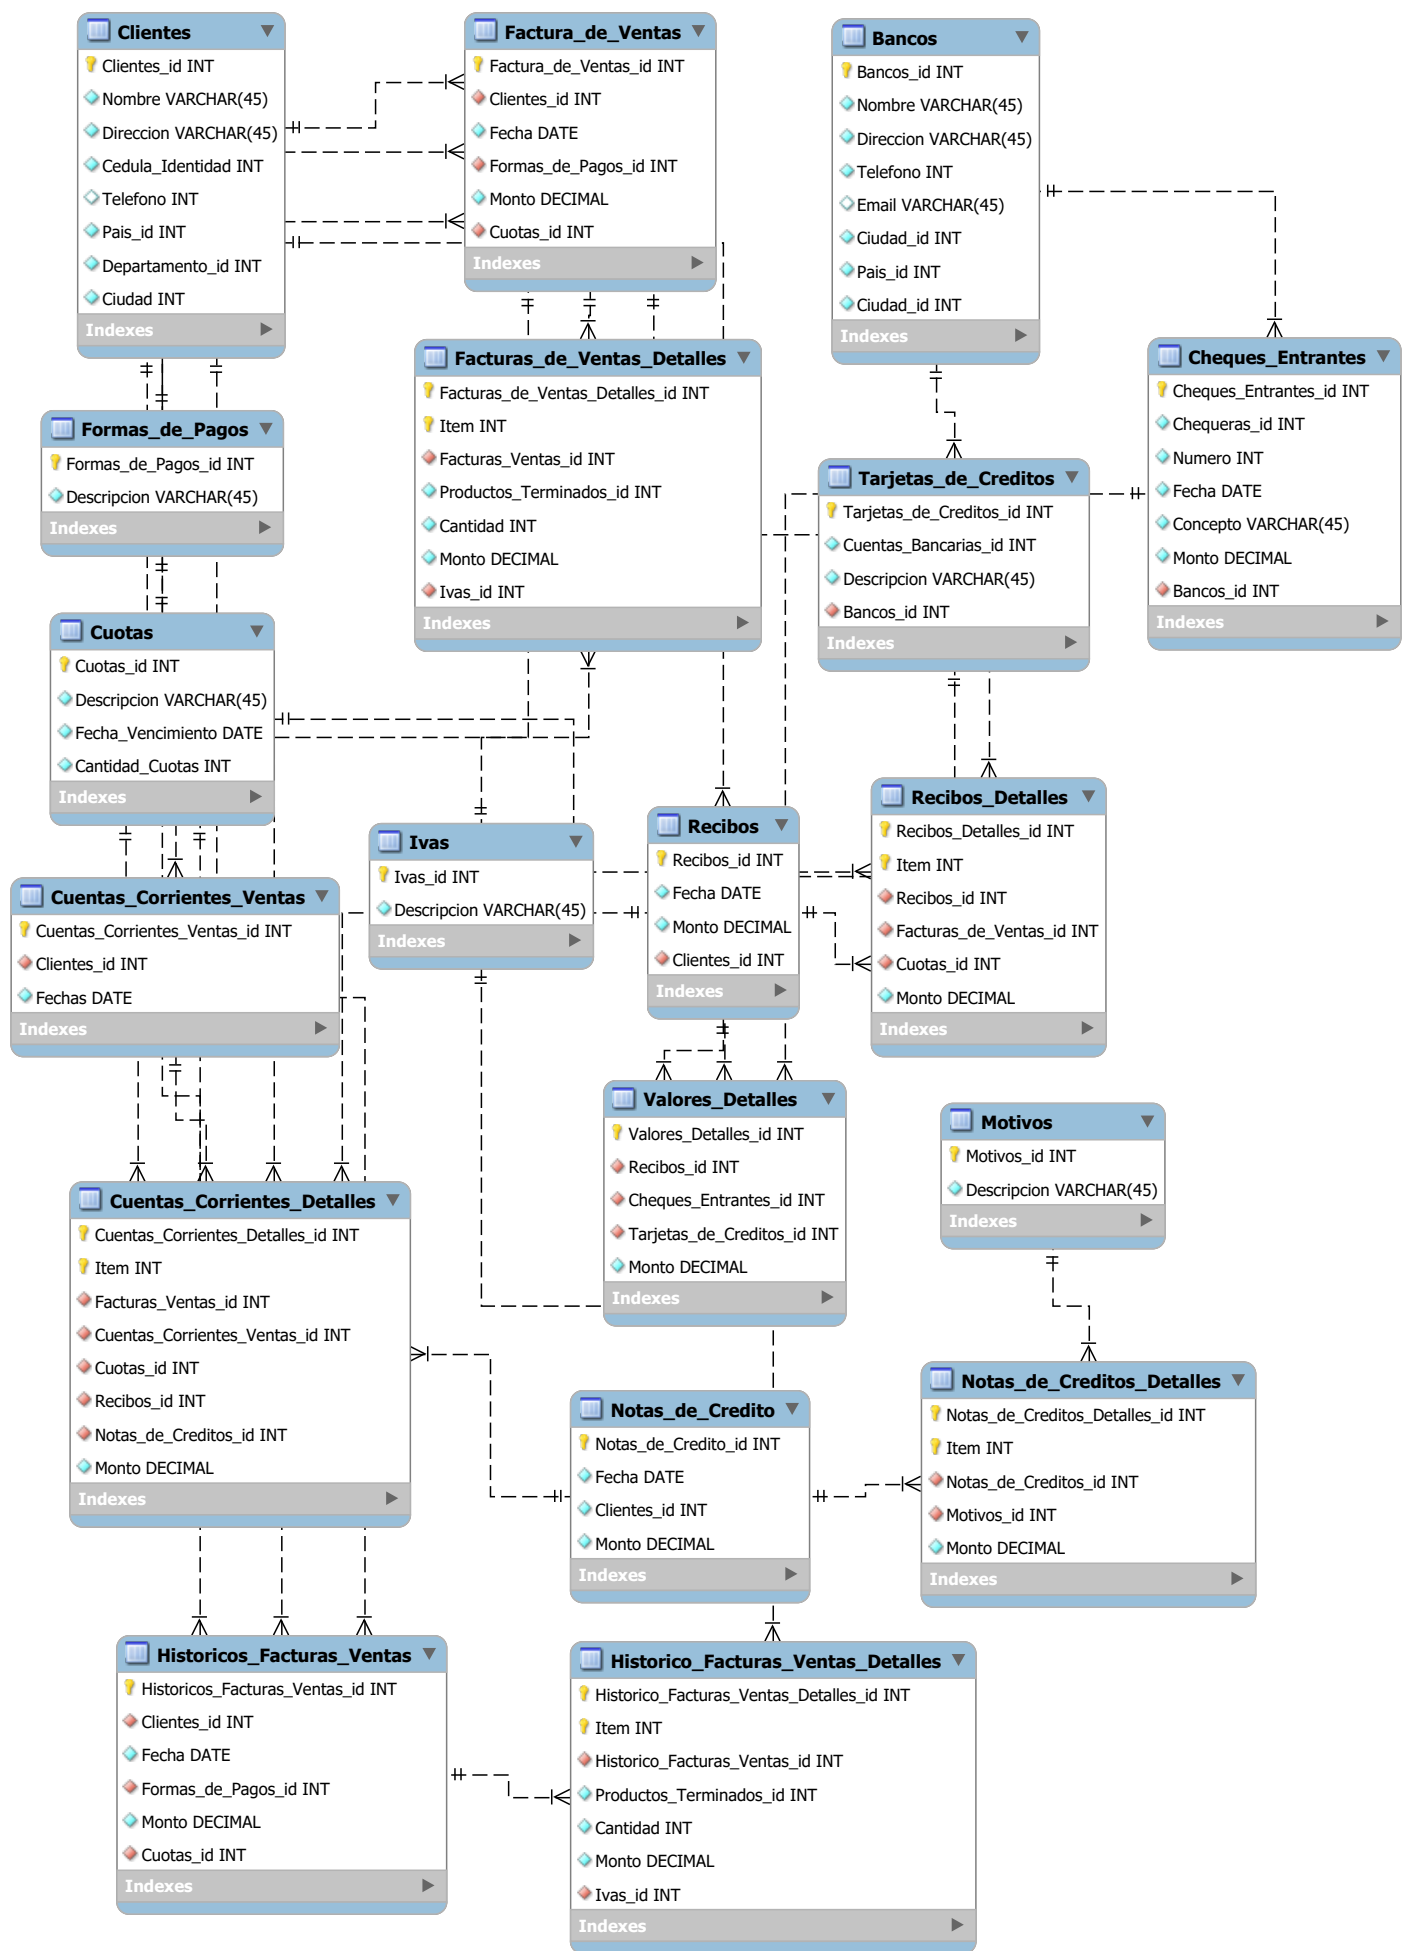 Clientes
Clientes_id INT
Nombre VARCHAR(45)
Direccion VARCHAR(45)
Cedula_Identidad INT
Telefono INT
Pais_id INT
Departamento_id INT
Ciudad INT
Indexes
Factura_de_Ventas
Factura_de_Ventas_id INT
Clientes_id INT
Fecha DATE
Formas_de_Pagos_id INT
Monto DECIMAL
Cuotas_id INT
Indexes
Bancos
Bancos_id INT
Nombre VARCHAR(45)
Direccion VARCHAR(45)
Telefono INT
Email VARCHAR(45)
Ciudad_id INT
Pais_id INT
Ciudad_id INT
Indexes
Facturas_de_Ventas_Detalles
Facturas_de_Ventas_Detalles_id INT
Item INT
Facturas_Ventas_id INT
Productos_Terminados_id INT
Cantidad INT
Monto DECIMAL
Ivas_id INT
Indexes
Cheques_Entrantes
Cheques_Entrantes_id INT
Chequeras_id INT
Numero INT
Fecha DATE
Concepto VARCHAR(45)
Monto DECIMAL
Bancos_id INT
Indexes
Formas_de_Pagos
Formas_de_Pagos_id INT
Descripcion VARCHAR(45)
Indexes
Tarjetas_de_Creditos
Tarjetas_de_Creditos_id INT
Cuentas_Bancarias_id INT
Descripcion VARCHAR(45)
Bancos_id INT
Indexes
Cuotas
Cuotas_id INT
Descripcion VARCHAR(45)
Fecha_Vencimiento DATE
Cantidad_Cuotas INT
Indexes
Ivas
Ivas_id INT
Descripcion VARCHAR(45)
Indexes
Recibos
Recibos_id INT
Fecha DATE
Monto DECIMAL
Clientes_id INT
Indexes
Recibos_Detalles
Recibos_Detalles_id INT
Item INT
Recibos_id INT
Facturas_de_Ventas_id INT
Cuotas_id INT
Monto DECIMAL
Indexes
Cuentas_Corrientes_Ventas
Cuentas_Corrientes_Ventas_id INT
Clientes_id INT
Fechas DATE
Indexes
Valores_Detalles
Valores_Detalles_id INT
Recibos_id INT
Cheques_Entrantes_id INT
Tarjetas_de_Creditos_id INT
Monto DECIMAL
Indexes
Motivos
Motivos_id INT
Descripcion VARCHAR(45)
Indexes
Cuentas_Corrientes_Detalles
Cuentas_Corrientes_Detalles_id INT
Item INT
Facturas_Ventas_id INT
Cuentas_Corrientes_Ventas_id INT
Cuotas_id INT
Recibos_id INT
Notas_de_Creditos_id INT
Monto DECIMAL
Indexes
Notas_de_Credito
Notas_de_Credito_id INT
Fecha DATE
Clientes_id INT
Monto DECIMAL
Indexes
Notas_de_Creditos_Detalles
Notas_de_Creditos_Detalles_id INT
Item INT
Notas_de_Creditos_id INT
Motivos_id INT
Monto DECIMAL
Indexes
Historicos_Facturas_Ventas
Historicos_Facturas_Ventas_id INT
Clientes_id INT
Fecha DATE
Formas_de_Pagos_id INT
Monto DECIMAL
Cuotas_id INT
Indexes
Historico_Facturas_Ventas_Detalles
Historico_Facturas_Ventas_Detalles_id INT
Item INT
Historico_Facturas_Ventas_id INT
Productos_Terminados_id INT
Cantidad INT
Monto DECIMAL
Ivas_id INT
Indexes